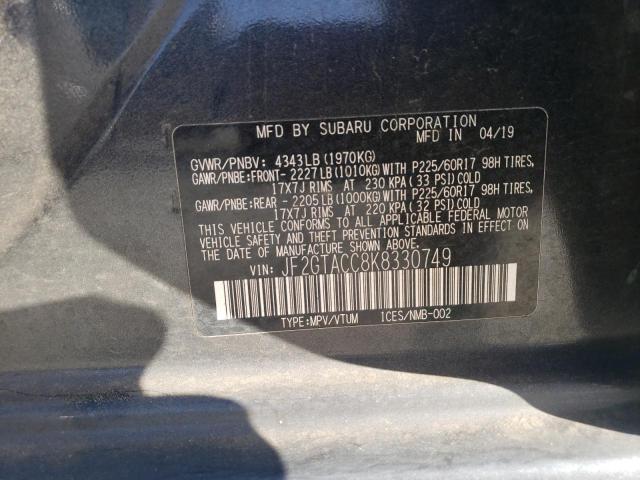 MFD BY SUBARU CORPORATION
MFD IN 04/19
GVWR/PNBV: 4343LB(1970KG)
GAWR/PNBE:FRONT-2227LB(1010KG)WITH P225/60R17 98H TIRES,
17X7J RIMS AT 230 KPA(33 PSI)COLD
GAWR/PNBE:REAR -2205LB(1000KG)WITH P225/60R17 98H TIRES,
17X7J RIMS AT 220 KPA(32 PSI)COLD
THIS VEHICLE CONFORMS TO ALL APPLICABLE FEDERAL MOTOR
VEHICLE SAFETY AND THEFT PREVENTION STANDARDS IN EFFECT ON
THE DATE OF MANUFACTURE SHOWN ABOVE.
VIN: JF2GTACC8K8330749
TYPE:MPV/VTUM ICES/NMB-002